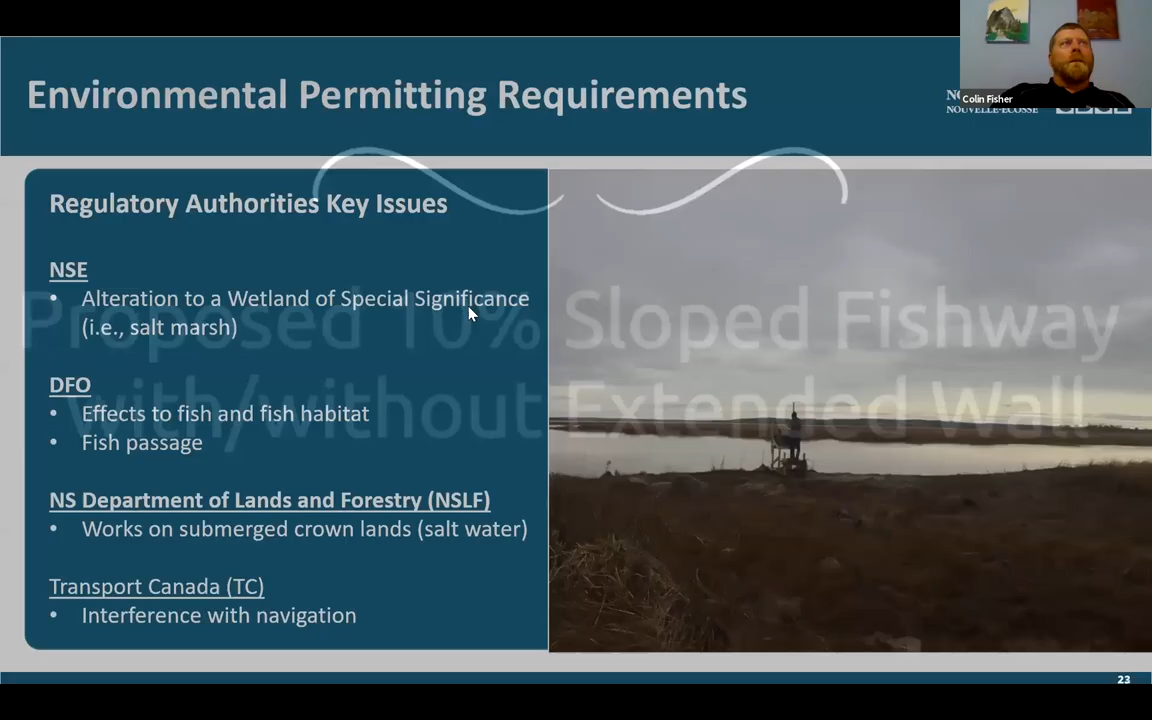 Environmental Permitting Requirements
Colin Fisher
NOUVELLE-ÉCOSSE
Regulatory Authorities Key Issues
NSE
• Alteration to a Wetland of Special Significance
(i.e., salt marsh)
DFO
• Effects to fish and fish habitat
• Fish passage
NS Department of Lands and Forestry (NSLF)
• Works on submerged crown lands (salt water)
Transport Canada (TC)
• Interference with navigation
Proposed 10% Sloped Fishway
with/without Extended Wall
23